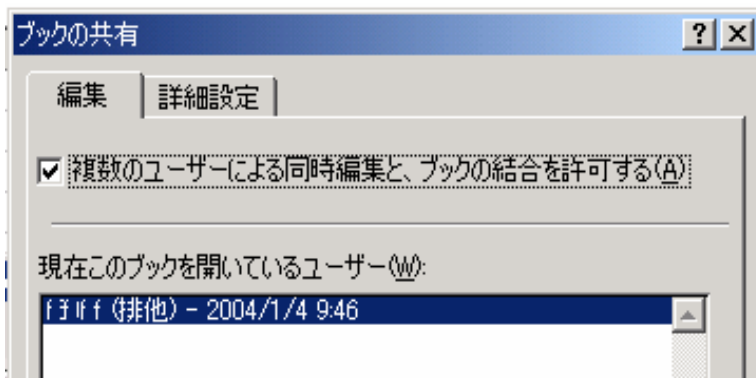 ブックの共有
編集 詳細設定
複数のユーザーによる同時編集と、ブックの結合を許可する(A)
現在このブックを開いているユーザー(W):
(排他) - 2004/1/4 9:46